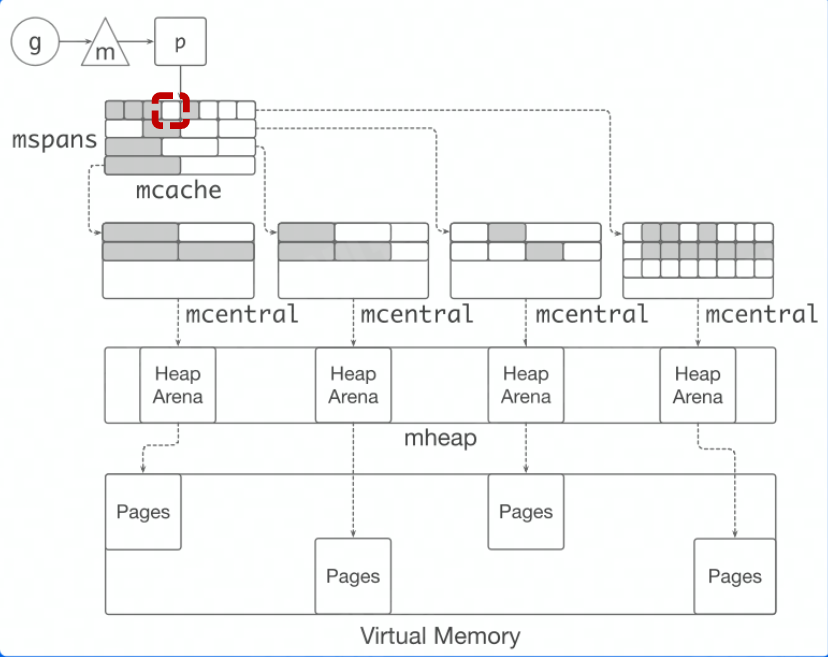 g
m
p
mspans
mcache
mcentral
mcentral
mcentral
mcentral
Heap
Arena
Heap
Arena
Heap
Arena
Heap
Arena
mheap
Pages
Pages
Pages
Pages
Virtual Memory